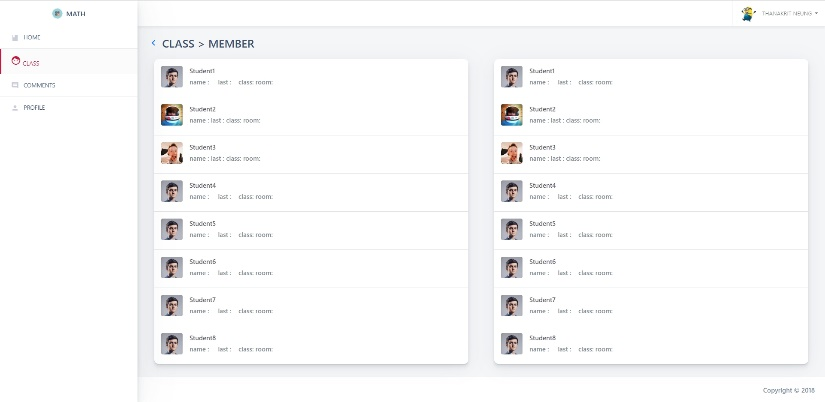 MATH
THANAKRIT NEUNG
HOME
CLASS
COMMENTS
PROFILE
< CLASS > MEMBER
Student1
name : last : class: room:
Student2
name : last : class: room:
Student3
name : last : class: room:
Student4
name : last : class: room:
Student5
name : last : class: room:
Student6
name : last : class: room:
Student7
name : last : class: room:
Student8
name : last : class: room:
Student1
name : last : class: room:
Student2
name : last : class: room:
Student3
name : last : class: room:
Student4
name : last : class: room:
Student5
name : last : class: room:
Student6
name : last : class: room:
Student7
name : last : class: room:
Student8
name : last : class: room:
Copyright © 2018